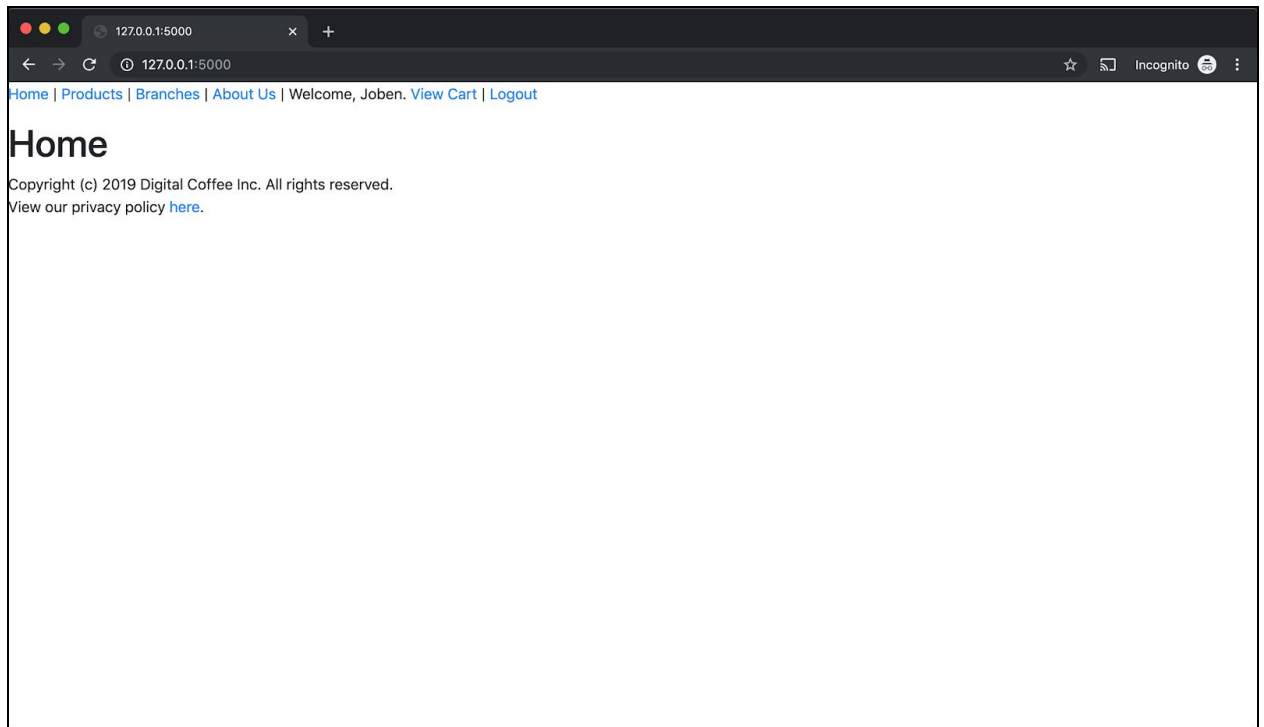 127.0.0.1:5000
127.0.0.1:5000 Incognito
Home | Products | Branches | About Us | Welcome, Joben. View Cart | Logout
Home
Copyright (c) 2019 Digital Coffee Inc. All rights reserved.
View our privacy policy here.